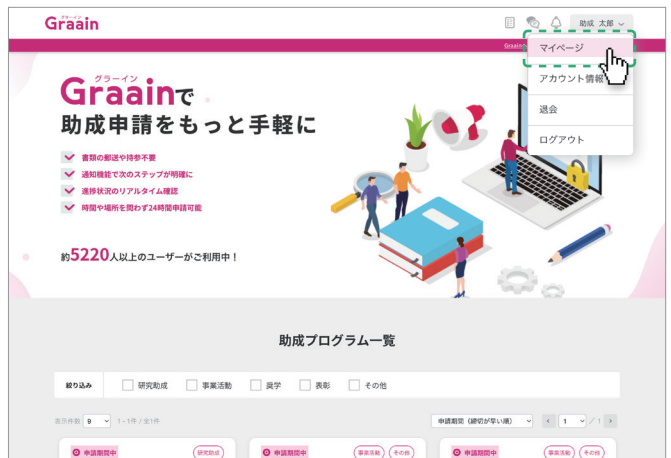 グラーイン
Graain
助成 太郎
Graain
マイページ
アカウント情報
退会
ログアウト
グラーイン
Graainで
助成申請をもっと手軽に
書類の郵送や持参不要
通知機能で次のステップが明確に
進捗状況のリアルタイム確認
時間や場所を問わず24時間申請可能
約5220人以上のユーザーがご利用中！
助成プログラム一覧
絞り込み 研究助成 事業活動 奨学 表彰 その他
表示件数 9 1-1件 / 全1件 申請期間（締切が早い順） 1 / 1
申請期間中 研究助成 申請期間中 事業活動 その他 申請期間中 事業活動 その他